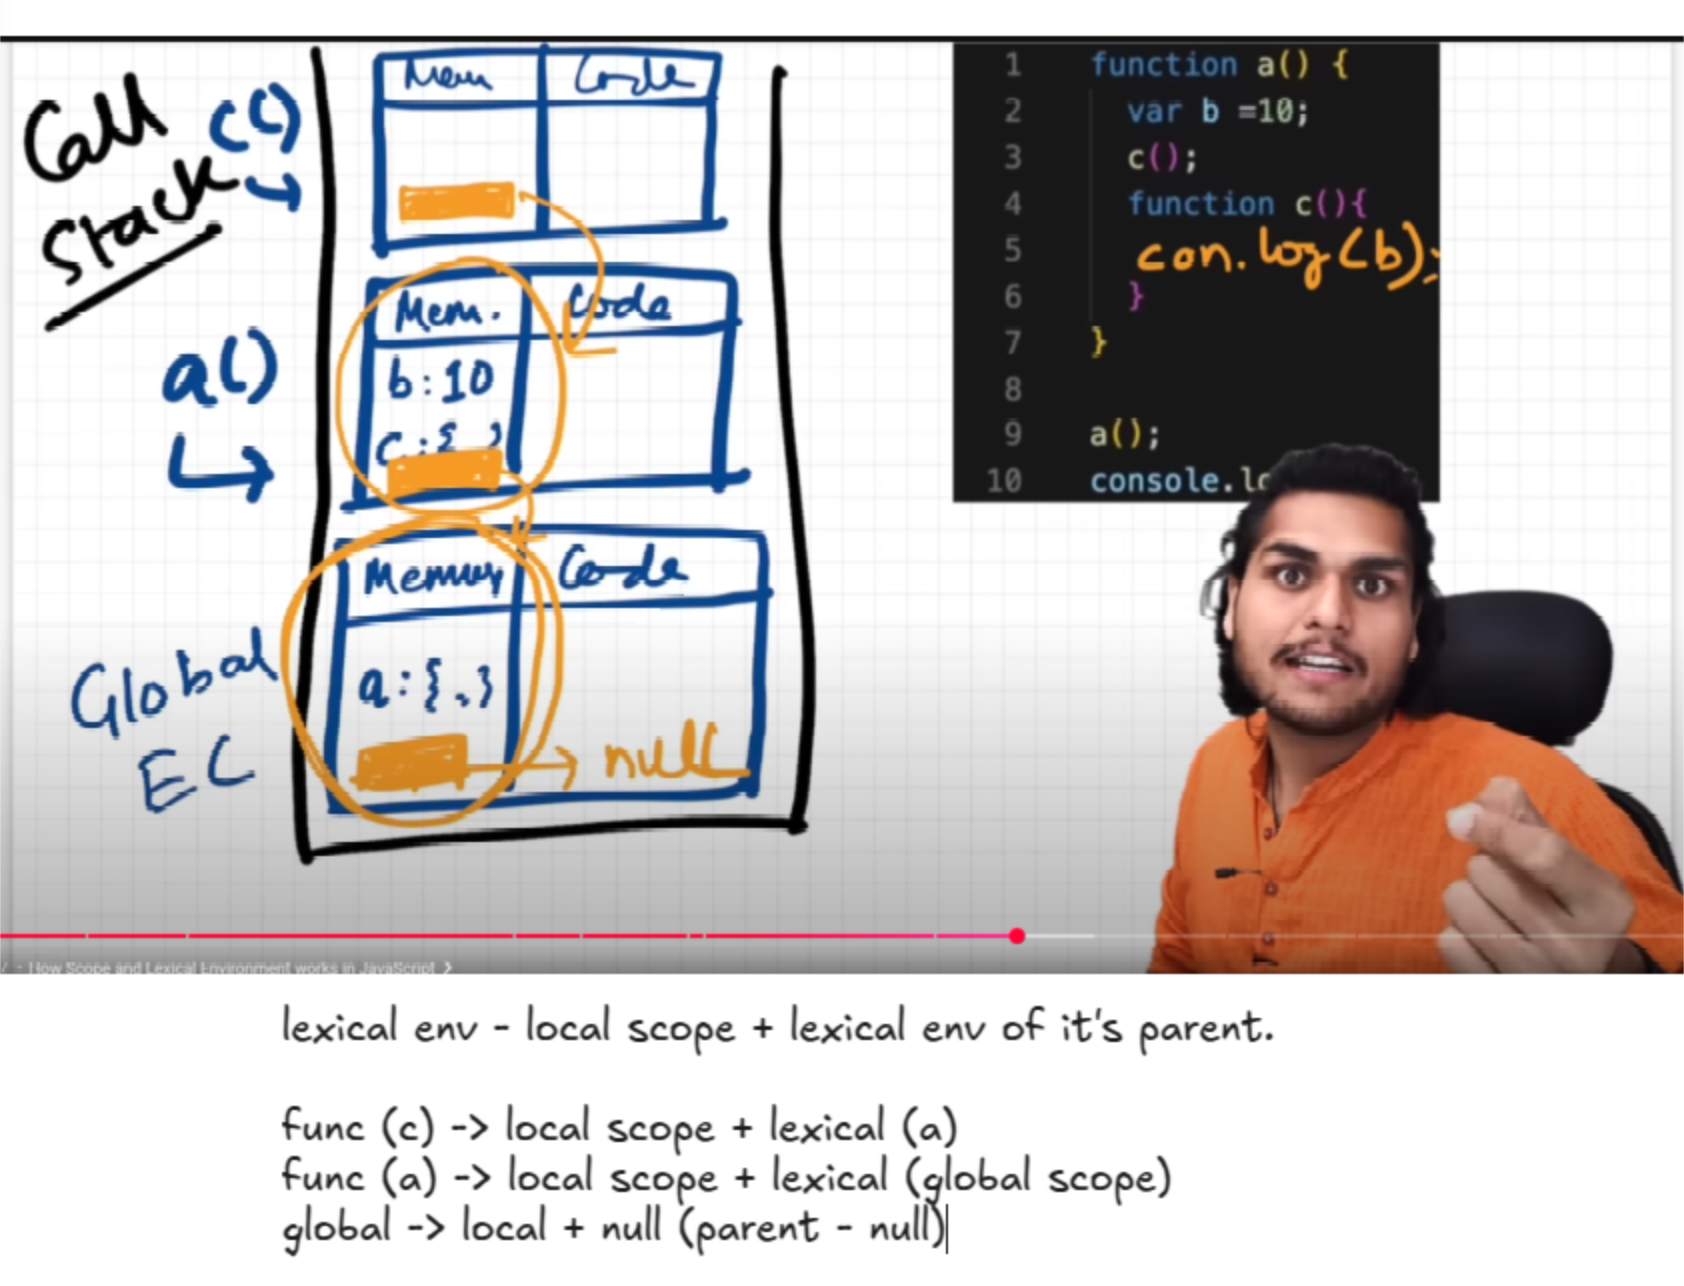 Call
Stack
c()
Mem
Code
a()
Mem.
Code
b:10
Global
EC
Memory
Code
a:{.}
null
1 function a() {
2 var b =10;
3 c();
4 function c(){
5 con.log(b);
6 }
7 }
8
9 a();
10 console.lo
How Scope and Lexical Environment works in JavaScript >
lexical env - local scope + lexical env of it's parent.
func (c) -> local scope + lexical (a)
func (a) -> local scope + lexical (global scope)
global -> local + null (parent - null)